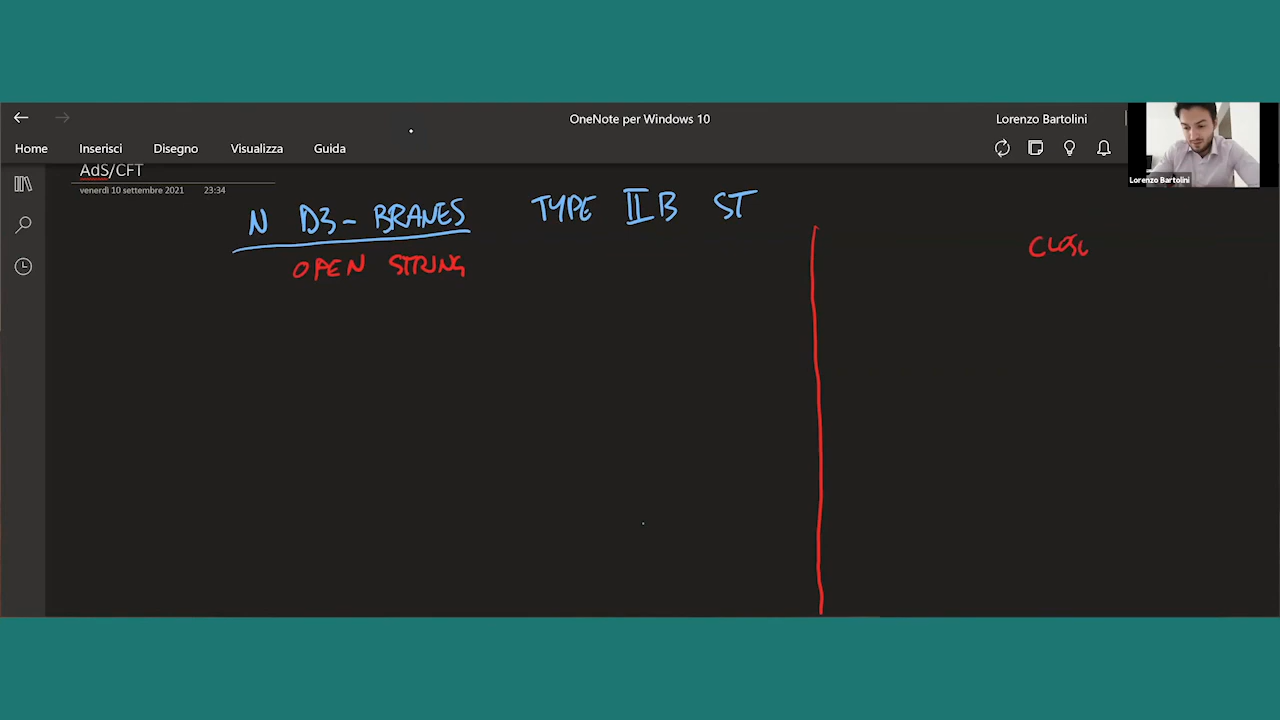 OneNote per Windows 10
Lorenzo Bartolini
Home Inserisci Disegno Visualizza Guida
Lorenzo Bartolini
AdS/CFT
venerdì 10 settembre 2021 23:34
N D3-BRANES TYPE IIB ST
OPEN STRING
CLOSE